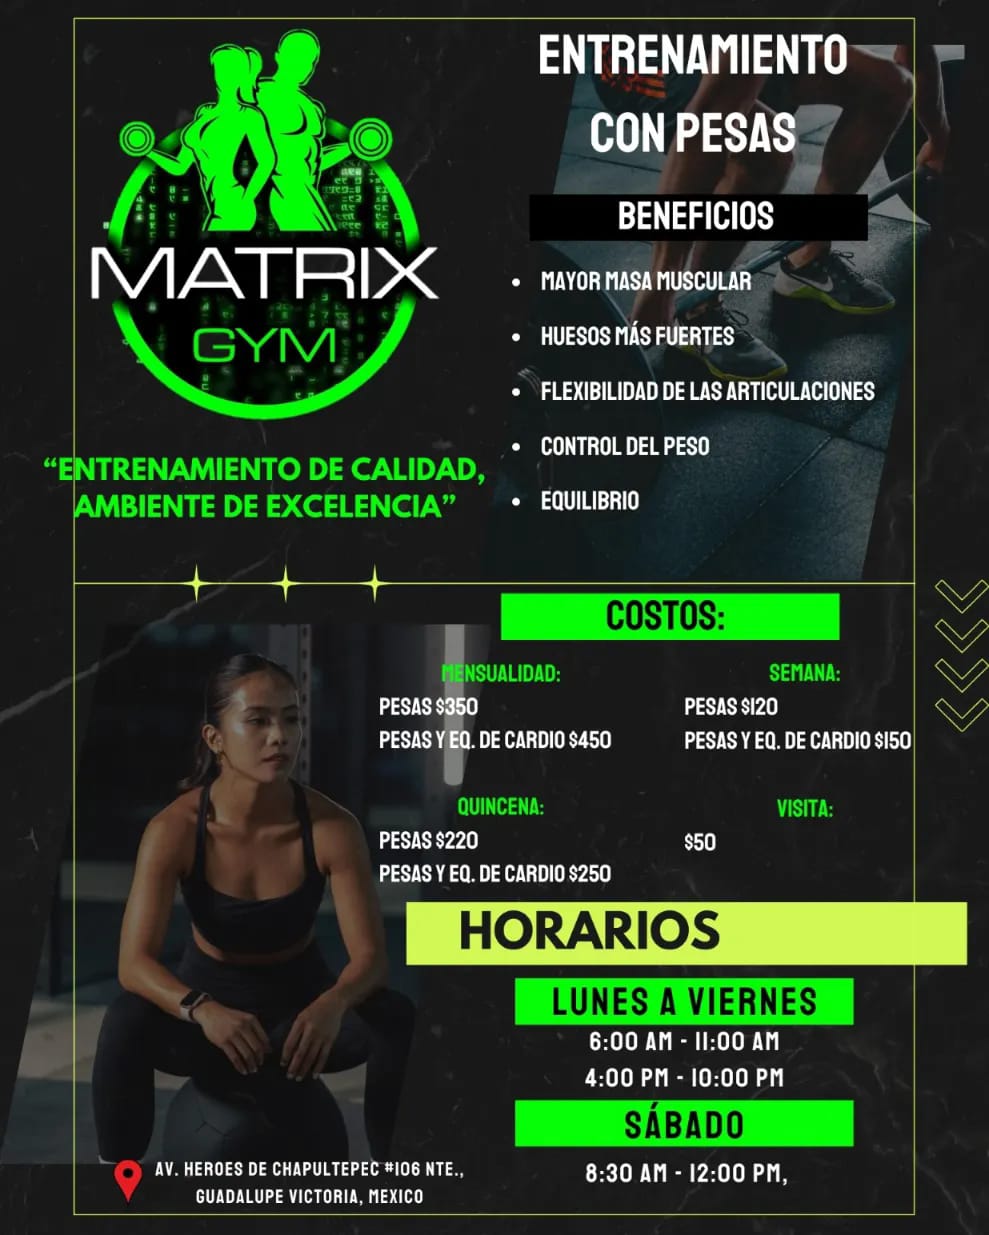 MATRIX
GYM
“ENTRENAMIENTO DE CALIDAD,
AMBIENTE DE EXCELENCIA”
ENTRENAMIENTO
CON PESAS
BENEFICIOS
• MAYOR MASA MUSCULAR
• HUESOS MÁS FUERTES
• FLEXIBILIDAD DE LAS ARTICULACIONES
• CONTROL DEL PESO
• EQUILIBRIO
COSTOS:
MENSUALIDAD:
PESAS $350
PESAS Y EQ. DE CARDIO $450
SEMANA:
PESAS $120
PESAS Y EQ. DE CARDIO $150
QUINCENA:
PESAS $220
PESAS Y EQ. DE CARDIO $250
VISITA:
$50
HORARIOS
LUNES A VIERNES
6:00 AM - 11:00 AM
4:00 PM - 10:00 PM
SÁBADO
8:30 AM - 12:00 PM,
AV. HEROES DE CHAPULTEPEC #106 NTE.,
GUADALUPE VICTORIA, MEXICO